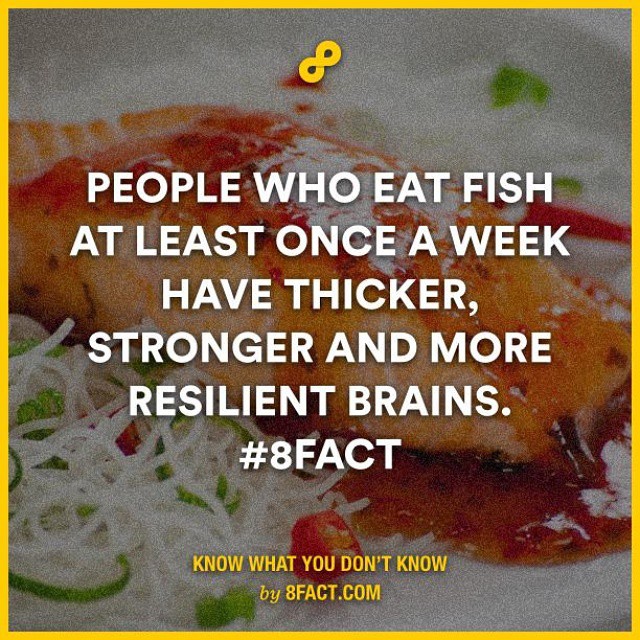 PEOPLE WHO EAT FISH
AT LEAST ONCE A WEEK
HAVE THICKER,
STRONGER AND MORE
RESILIENT BRAINS.
#8FACT
KNOW WHAT YOU DON'T KNOW
by 8FACT.COM